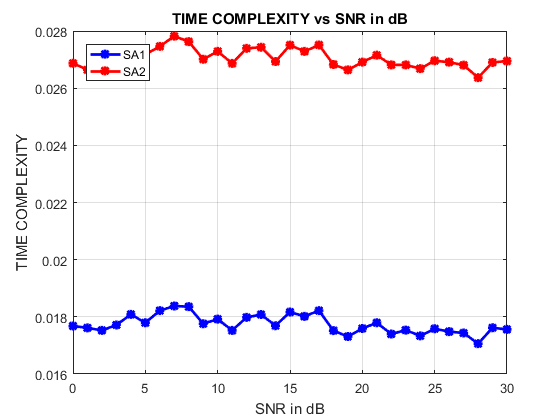 TIME COMPLEXITY vs SNR in dB
0.028
0.026
0.024
0.022
0.02
0.018
0.016
TIME COMPLEXITY
SA1
SA2
0 5 10 15 20 25 30
SNR in dB